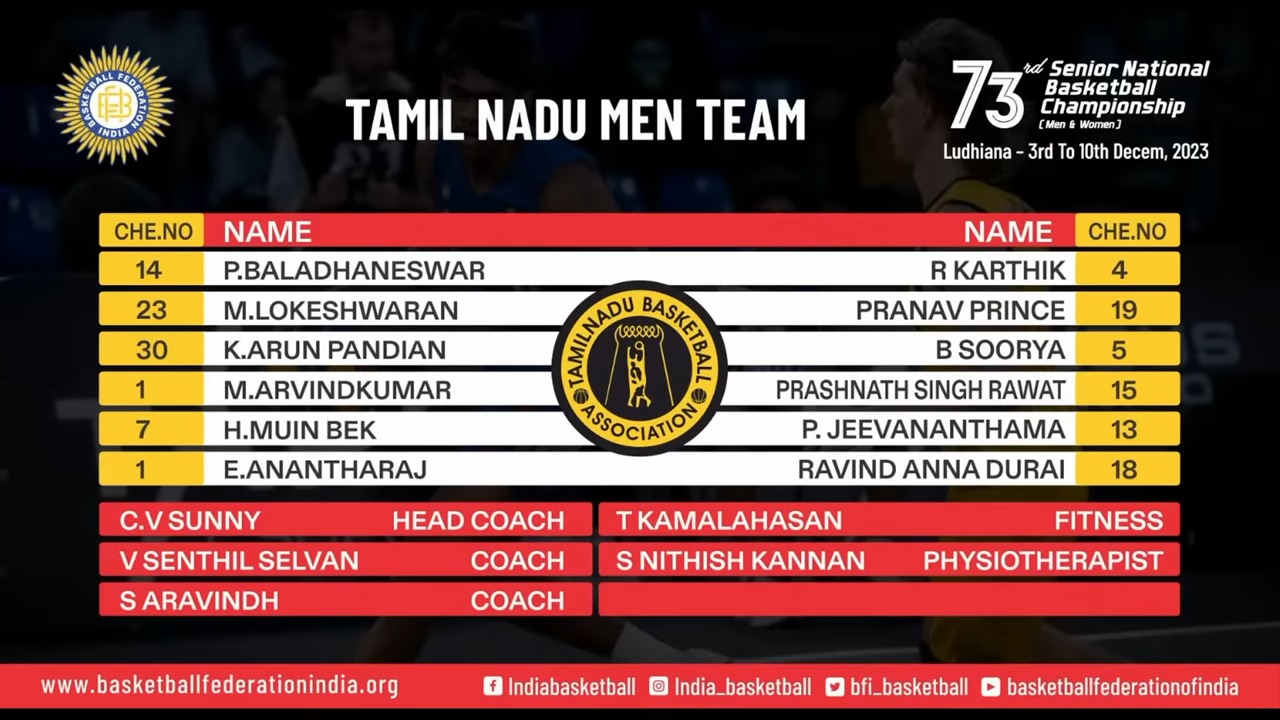 BASKETBALL FEDERATION
INDIA
BFI
TAMIL NADU MEN TEAM
73rd Senior National
Basketball
Championship
[Men & Women]
Ludhiana - 3rd To 10th Decem, 2023
CHE.NO NAME NAME CHE.NO
14 P.BALADHANESWAR R KARTHIK 4
23 M.LOKESHWARAN PRANAV PRINCE 19
30 K.ARUN PANDIAN B SOORYA 5
1 M.ARVINDKUMAR PRASHNATH SINGH RAWAT 15
7 H.MUIN BEK P. JEEVANANTHAMA 13
1 E.ANANTHARAJ RAVIND ANNA DURAI 18
TAMILNADU BASKETBALL
ASSOCIATION
C.V SUNNY HEAD COACH T KAMALAHASAN FITNESS
V SENTHIL SELVAN COACH S NITHISH KANNAN PHYSIOTHERAPIST
S ARAVINDH COACH
www.basketballfederationindia.org Indiabasketball India_basketball bfi_basketball basketballfederationofindia